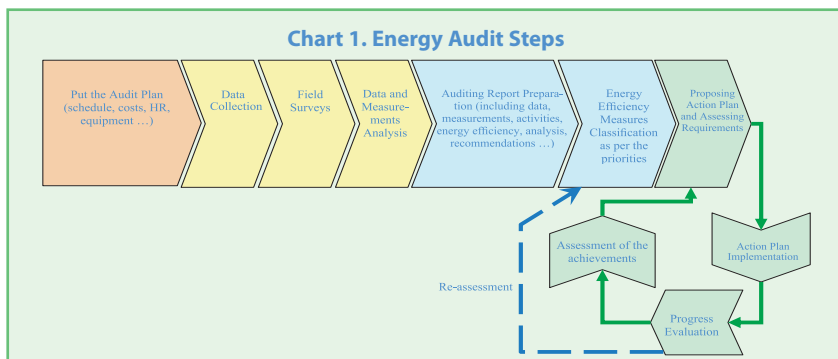 Chart 1. Energy Audit Steps
Put the Audit Plan
(schedule, costs, HR,
equipment …)
Data
Collection
Field
Surveys
Data and
Measure-
ments
Analysis
Auditing Report Prepara-
tion (including data,
measurements, activities,
energy efficiency, analysis,
recommendations …)
Energy
Efficiency
Measures
Classification
as per the
priorities
Proposing
Action Plan
and Assessing
Requirements
Assessment of the
achievements
Action Plan
Implementation
Re-assessment
Progress
Evaluation